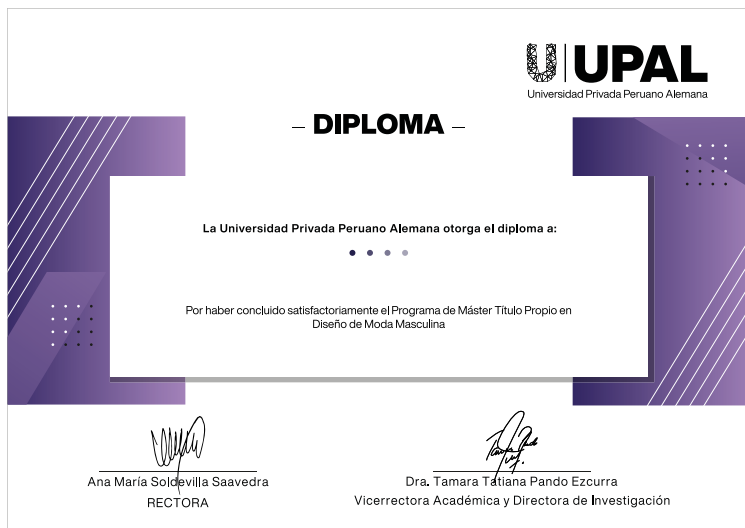 UPAL
Universidad Privada Peruano Alemana
– DIPLOMA –
La Universidad Privada Peruano Alemana otorga el diploma a:
Por haber concluido satisfactoriamente el Programa de Máster Título Propio en
Diseño de Moda Masculina
Ana María Soldevilla Saavedra
RECTORA
Dra. Tamara Tatiana Pando Ezcurra
Vicerrectora Académica y Directora de Investigación